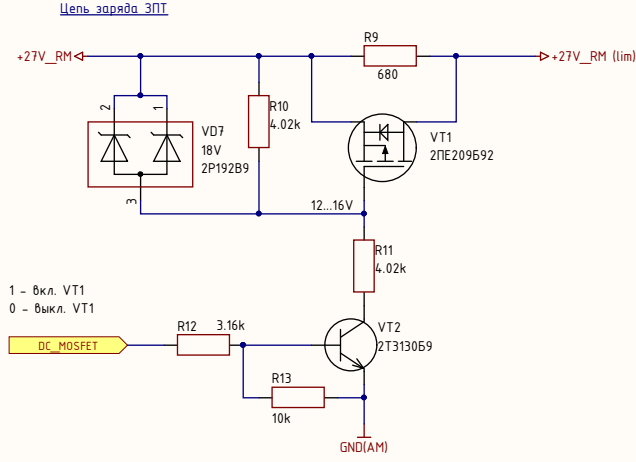 Цепь заряда ЗПТ
R9
+27V_RM
+27V_RM (lim)
680
2
1
R10
4.02k
VD7
18V
2Р192В9
VT1
2ПЕ209Б92
3
12...16V
R11
4.02k
1 - вкл. VT1
0 - выкл. VT1
R12
3.16k
VT2
2Т3130Б9
DC_MOSFET
R13
10k
GND(AM)